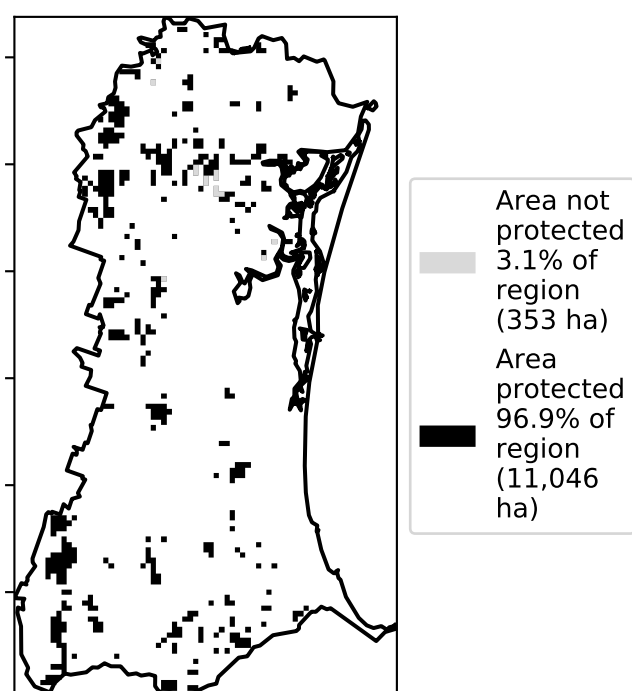 Area not
protected
3.1% of
region
(353 ha)
Area
protected
96.9% of
region
(11,046
ha)